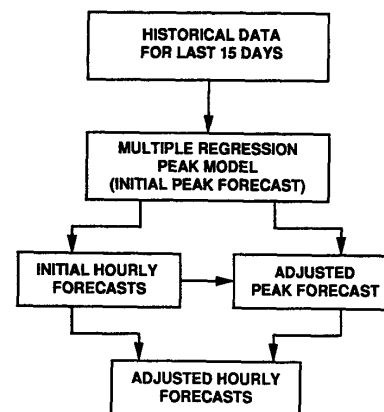 HISTORICAL DATA
FOR LAST 15 DAYS
MULTIPLE REGRESSION
PEAK MODEL
(INITIAL PEAK FORECAST)
INITIAL HOURLY
FORECASTS
ADJUSTED
PEAK FORECAST
ADJUSTED HOURLY
FORECASTS